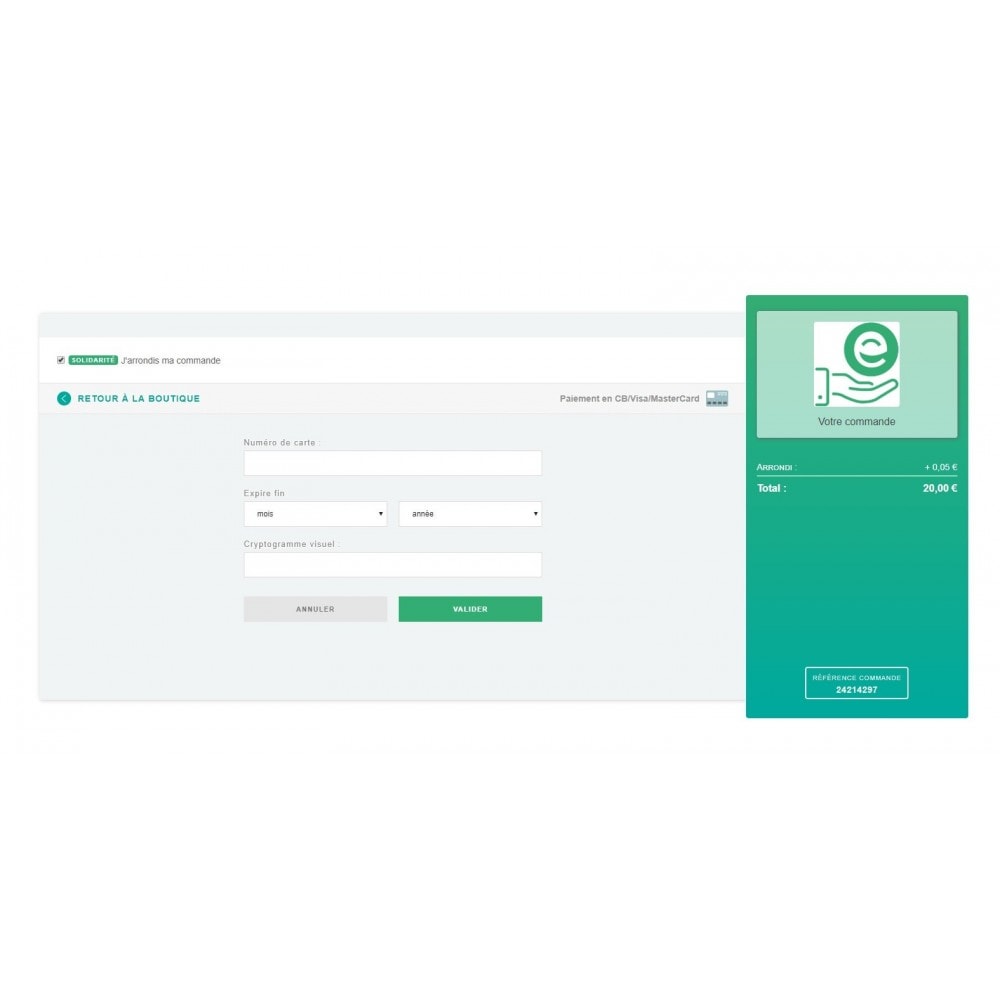 SOLIDARITÉ J'arrondis ma commande
RETOUR À LA BOUTIQUE
Paiement en CB/Visa/MasterCard
Numéro de carte :
Expire fin
mois
année
Cryptogramme visuel :
ANNULER
VALIDER
e
Votre commande
ARRONDI : + 0,05 €
Total : 20,00 €
RÉFÉRENCE COMMANDE
24214297